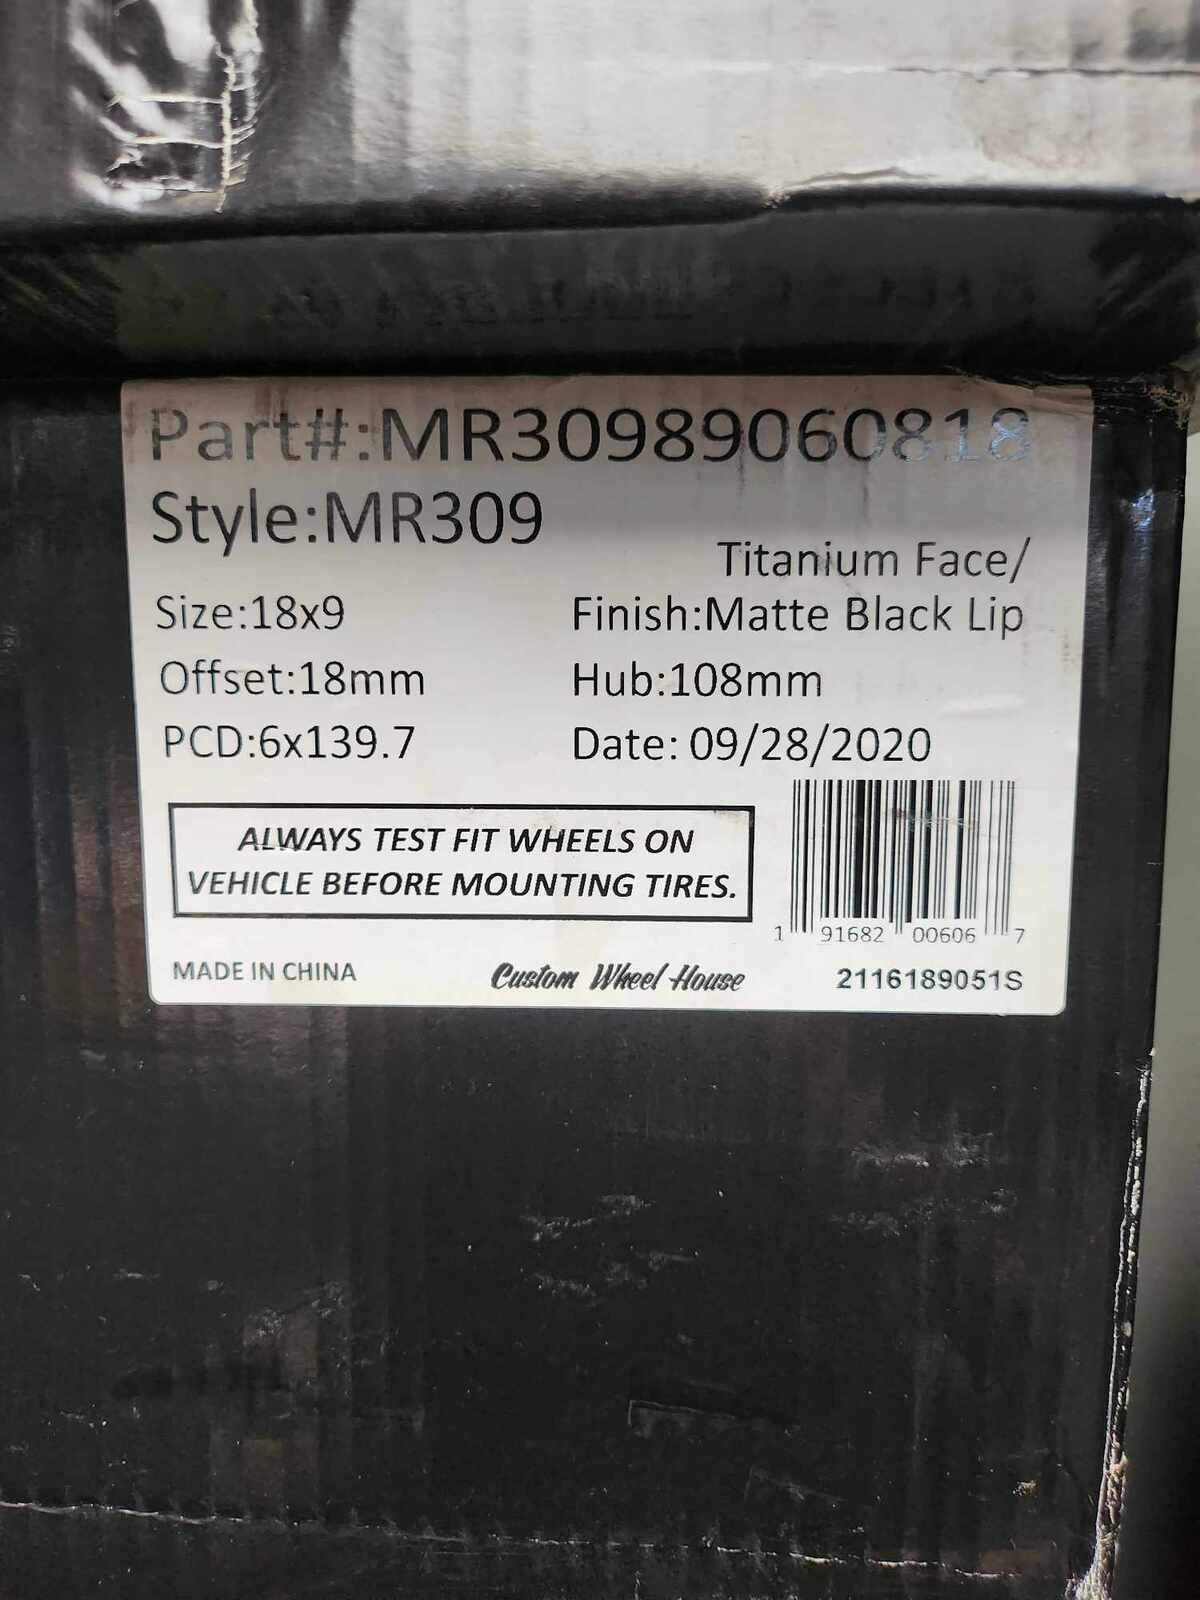 Part#:MR30989060818
Style:MR309
Titanium Face/
Size:18x9 Finish:Matte Black Lip
Offset:18mm Hub:108mm
PCD:6x139.7 Date: 09/28/2020
ALWAYS TEST FIT WHEELS ON
VEHICLE BEFORE MOUNTING TIRES.
1 91682 00606 7
MADE IN CHINA Custom Wheel House 2116189051S